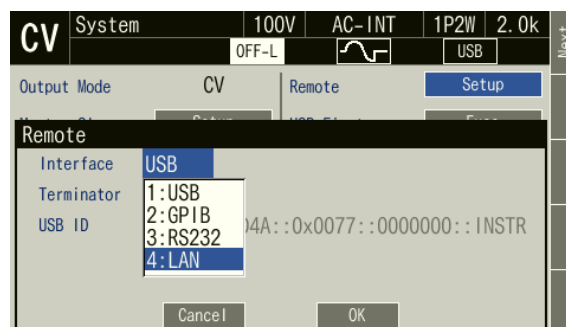 CV System 100V AC-INT 1P2W 2.0k
OFF-L USB
Next
Output Mode CV Remote Setup
Remote
Interface USB
Terminator 1:USB
2:GPIB
USB ID 04A::0x0077::0000000::INSTR
3:RS232
4:LAN
Cancel OK